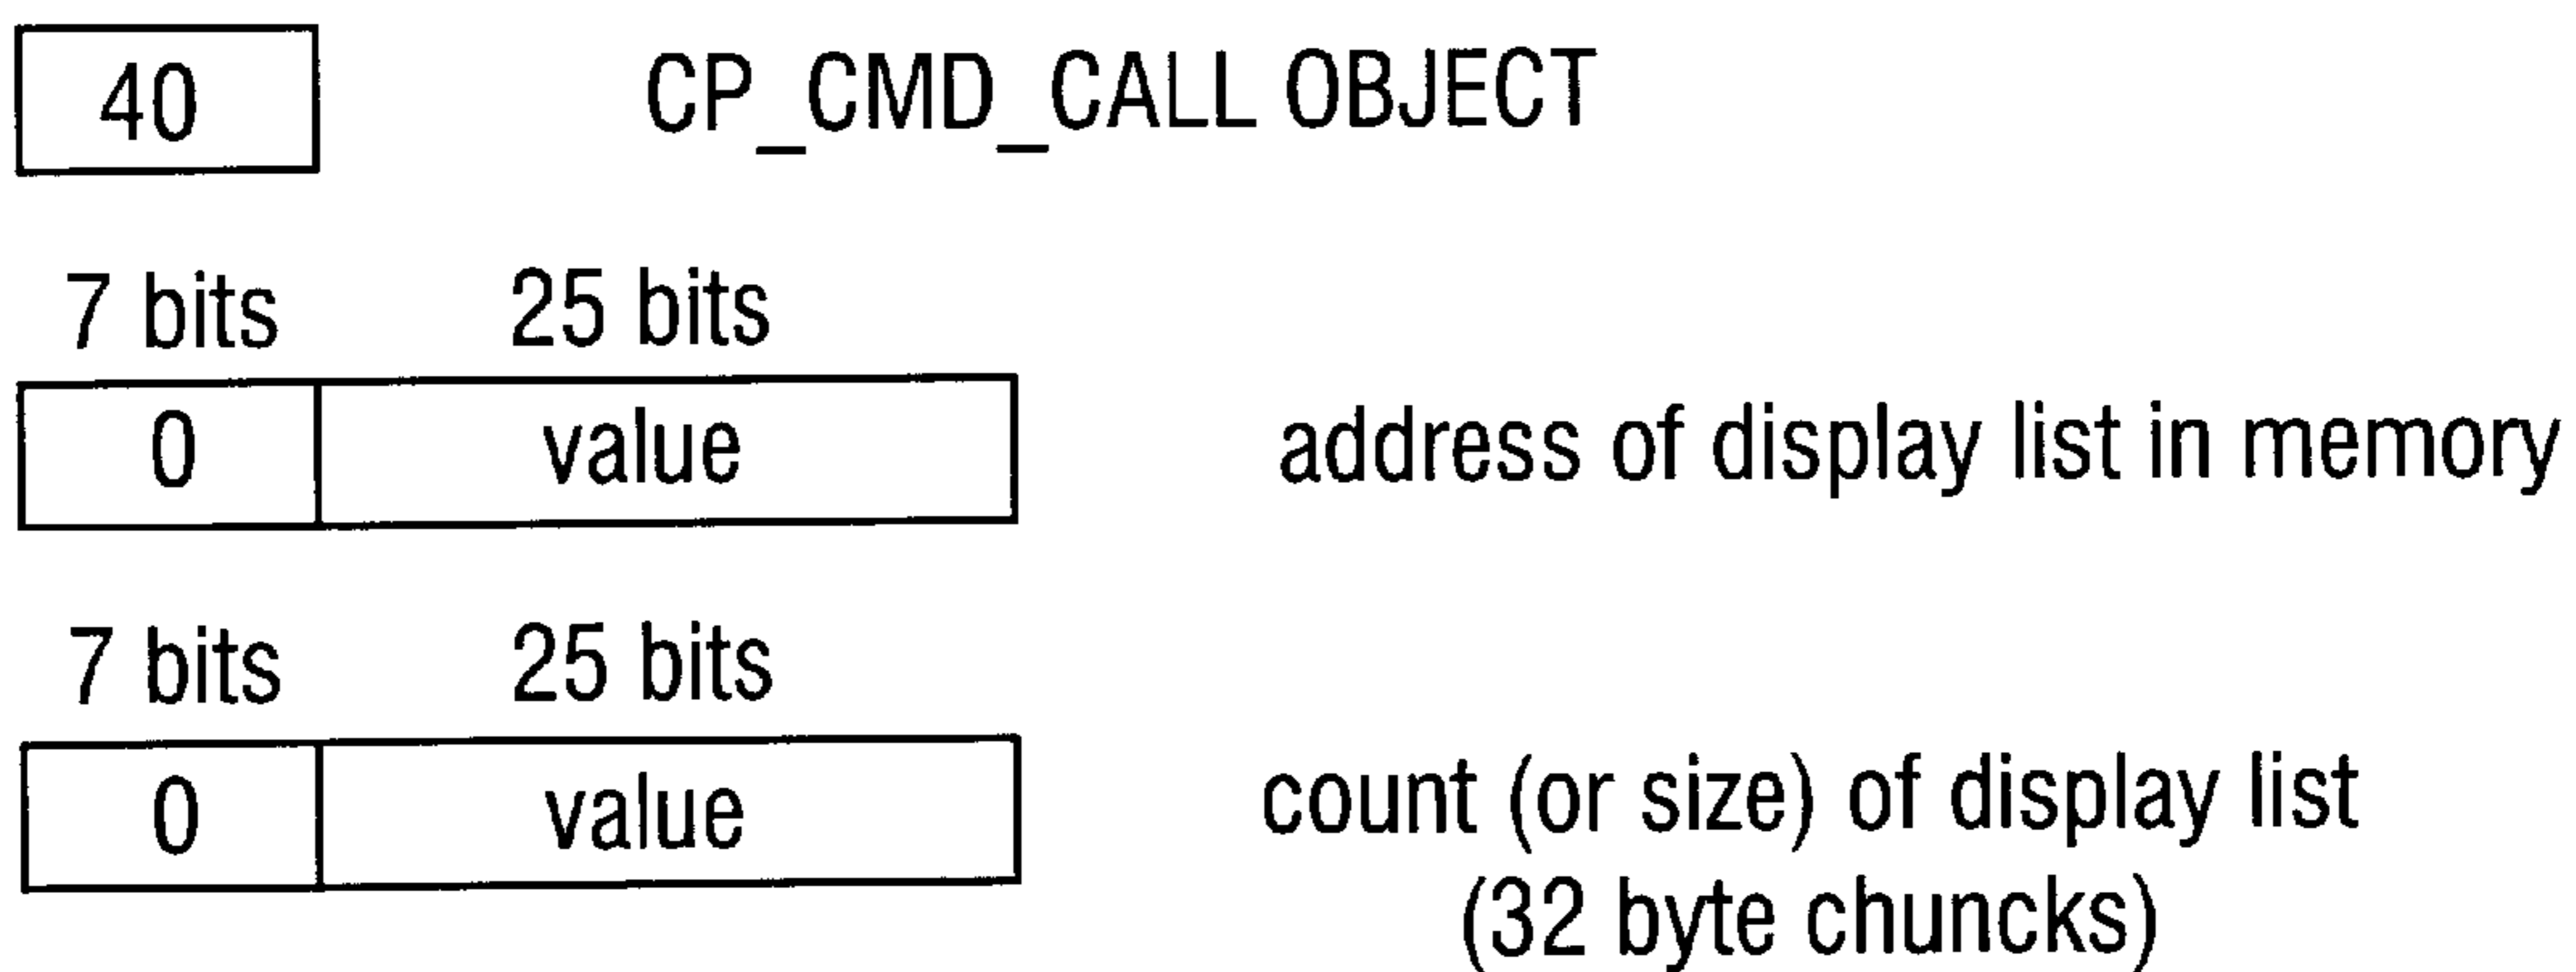 40 CP_CMD_CALL OBJECT
7 bits 25 bits
0 value address of display list in memory
7 bits 25 bits
0 value count (or size) of display list
(32 byte chuncks)